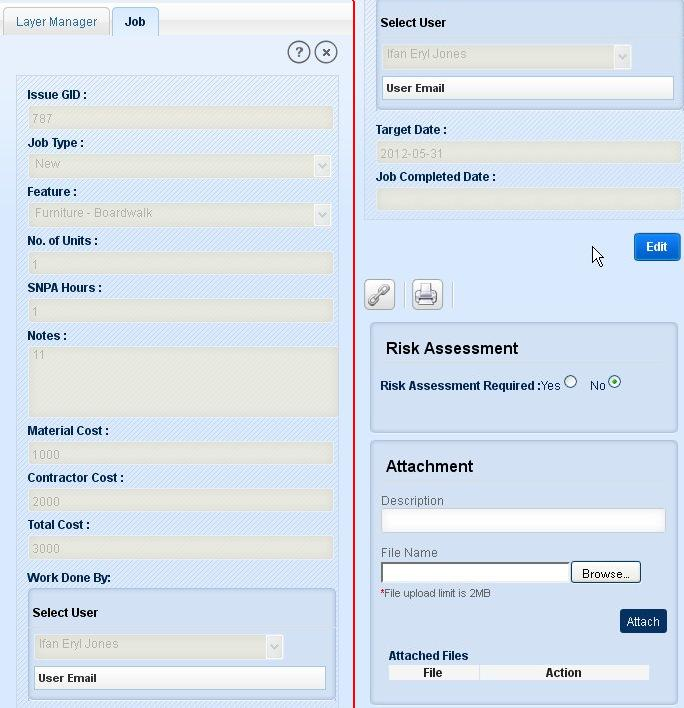 Layer Manager
Job
?
Issue GID :
787
Job Type :
New
Feature :
Furniture - Boardwalk
No. of Units :
1
SNPA Hours :
1
Notes :
11
Material Cost :
1000
Contractor Cost :
2000
Total Cost :
3000
Work Done By:
Select User
Ifan Eryl Jones
User Email
Select User
Ifan Eryl Jones
User Email
Target Date :
2012-05-31
Job Completed Date :
Edit
Risk Assessment
Risk Assessment Required :Yes No
Attachment
Description
File Name
Browse...
*File upload limit is 2MB
Attach
Attached Files
File Action